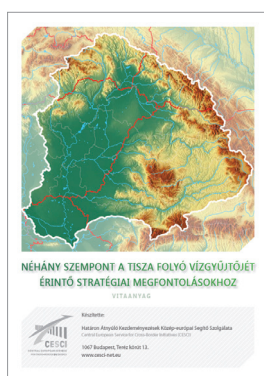 NÉHÁNY SZEMPONT A TISZA FOLYÓ VÍZGYŰJTŐJÉT
ÉRINTŐ STRATÉGIAI MEGFONTOLÁSOKHOZ
VITAANYAG
Készítette:
Határon Átnyúló Kezdeményezések Közép-európai Segítő Szolgálata
Central European Service for Cross-Border Initiatives (CESCI)
1067 Budapest, Teréz körút 13.
www.cesci-net.eu
CESCI